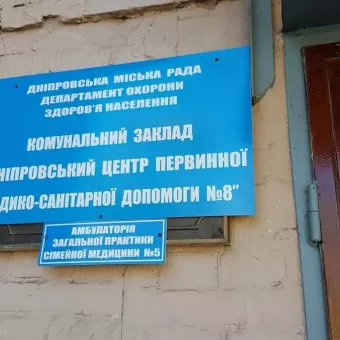 ДНІПРОВСЬКА МІСЬКА РАДА
ДЕПАРТАМЕНТ ОХОРОНИ
ЗДОРОВ'Я НАСЕЛЕННЯ
КОМУНАЛЬНИЙ ЗАКЛАД
НІПРОВСЬКИЙ ЦЕНТР ПЕРВИННОЇ
ДИКО-САНІТАРНОЇ ДОПОМОГИ №8"
АМБУЛАТОРІЯ
ЗАГАЛЬНОЇ ПРАКТИКИ
СІМЕЙНОЇ МЕДИЦИНИ №5